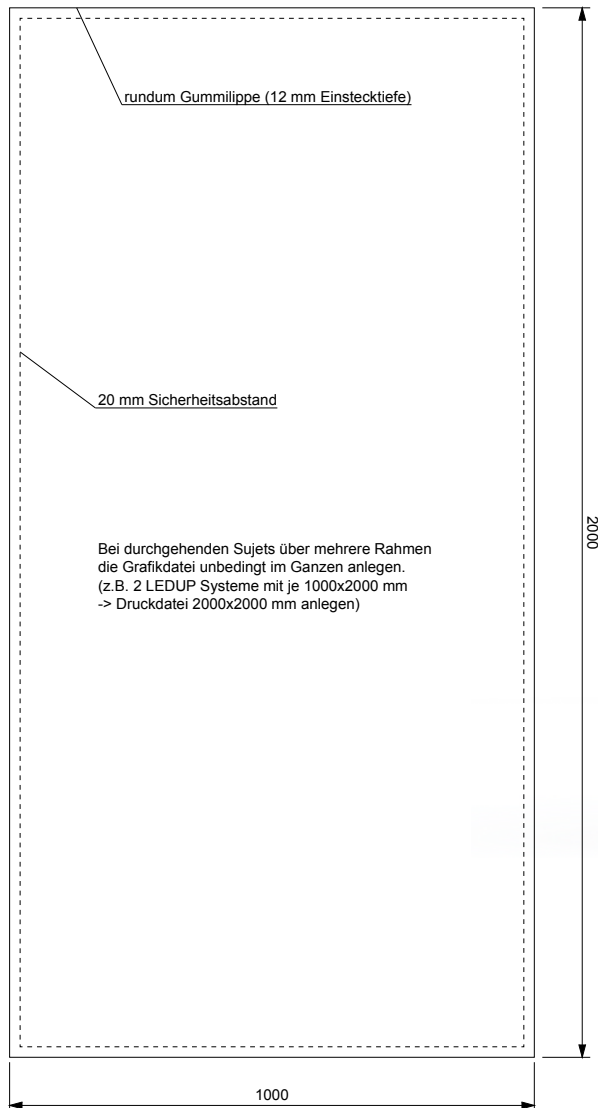 rundum Gummilippe (12 mm Einstecktiefe)
20 mm Sicherheitsabstand
2000
Bei durchgehenden Sujets über mehrere Rahmen
die Grafikdatei unbedingt im Ganzen anlegen.
(z.B. 2 LEDUP Systeme mit je 1000x2000 mm
-> Druckdatei 2000x2000 mm anlegen)
1000